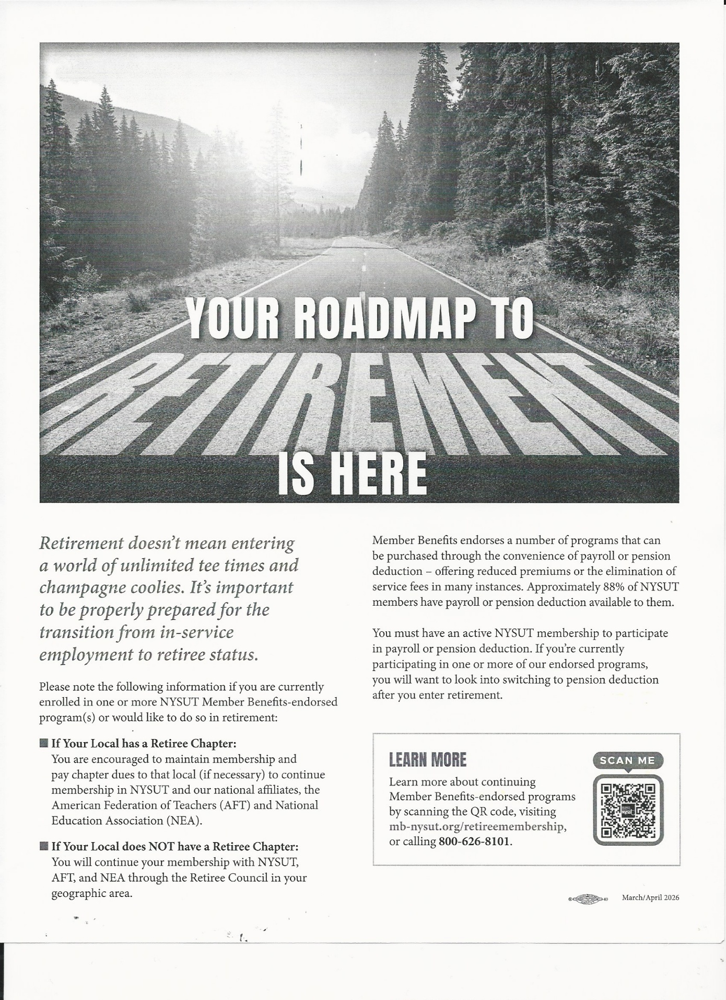 YOUR ROADMAP TO
RETIREMENT
IS HERE
Retirement doesn't mean entering
a world of unlimited tee times and
champagne coolies. It's important
to be properly prepared for the
transition from in-service
employment to retiree status.
Please note the following information if you are currently
enrolled in one or more NYSUT Member Benefits-endorsed
program(s) or would like to do so in retirement:
■ If Your Local has a Retiree Chapter:
You are encouraged to maintain membership and
pay chapter dues to that local (if necessary) to continue
membership in NYSUT and our national affiliates, the
American Federation of Teachers (AFT) and National
Education Association (NEA).
■ If Your Local does NOT have a Retiree Chapter:
You will continue your membership with NYSUT,
AFT, and NEA through the Retiree Council in your
geographic area.
Member Benefits endorses a number of programs that can
be purchased through the convenience of payroll or pension
deduction – offering reduced premiums or the elimination of
service fees in many instances. Approximately 88% of NYSUT
members have payroll or pension deduction available to them.
You must have an active NYSUT membership to participate
in payroll or pension deduction. If you're currently
participating in one or more of our endorsed programs,
you will want to look into switching to pension deduction
after you enter retirement.
LEARN MORE
Learn more about continuing
Member Benefits-endorsed programs
by scanning the QR code, visiting
mb-nysut.org/retireemembership,
or calling 800-626-8101.
SCAN ME
40
March/April 2026